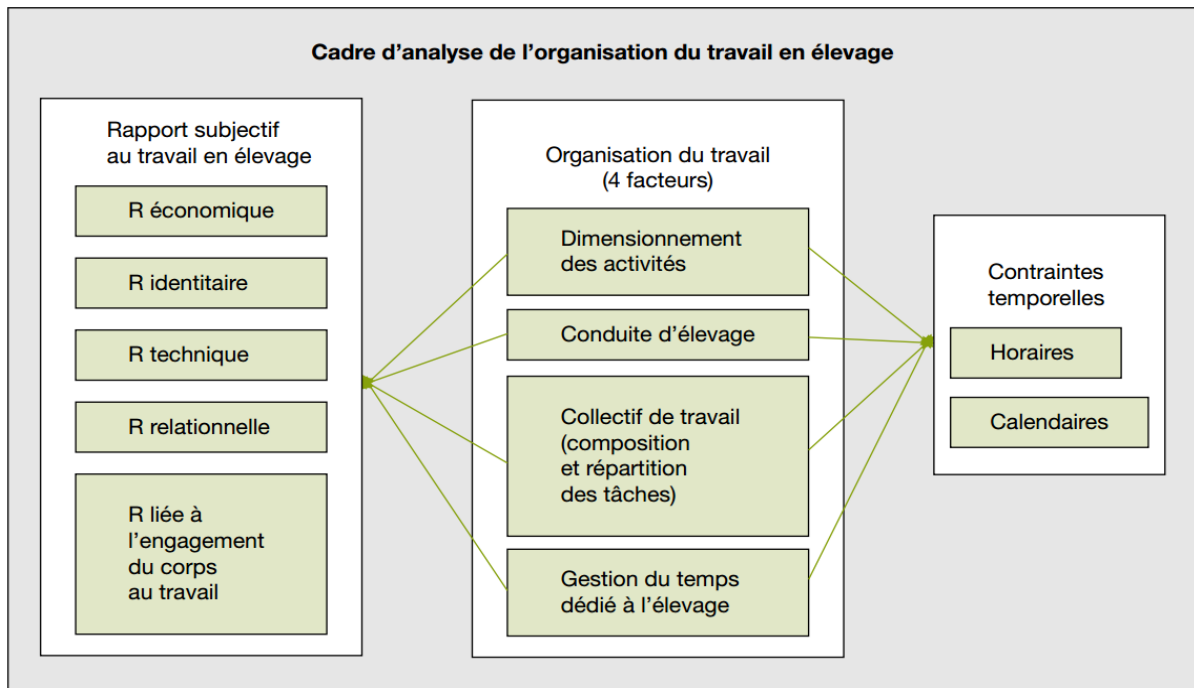 Cadre d'analyse de l'organisation du travail en élevage
Rapport subjectif
au travail en élevage
R économique
R identitaire
R technique
R relationnelle
R liée à
l'engagement
du corps
au travail
Organisation du travail
(4 facteurs)
Dimensionnement
des activités
Conduite d'élevage
Collectif de travail
(composition
et répartition
des tâches)
Gestion du temps
dédié à l'élevage
Contraintes
temporelles
Horaires
Calendaires